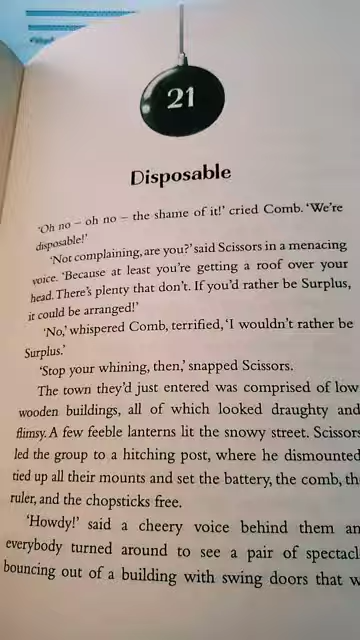 21
Disposable
'Oh no – oh no – the shame of it!' cried Comb. 'We're
disposable!'
'Not complaining, are you?' said Scissors in a menacing
voice. 'Because at least you're getting a roof over your
head. There's plenty that don't. If you'd rather be Surplus,
it could be arranged!'
'No,' whispered Comb, terrified, 'I wouldn't rather be
Surplus.'
'Stop your whining, then,' snapped Scissors.
The town they'd just entered was comprised of low
wooden buildings, all of which looked draughty and
flimsy. A few feeble lanterns lit the snowy street. Scissors
led the group to a hitching post, where he dismounted
tied up all their mounts and set the battery, the comb, th
ruler, and the chopsticks free.
'Howdy!' said a cheery voice behind them an
everybody turned around to see a pair of spectacl
bouncing out of a building with swing doors that w